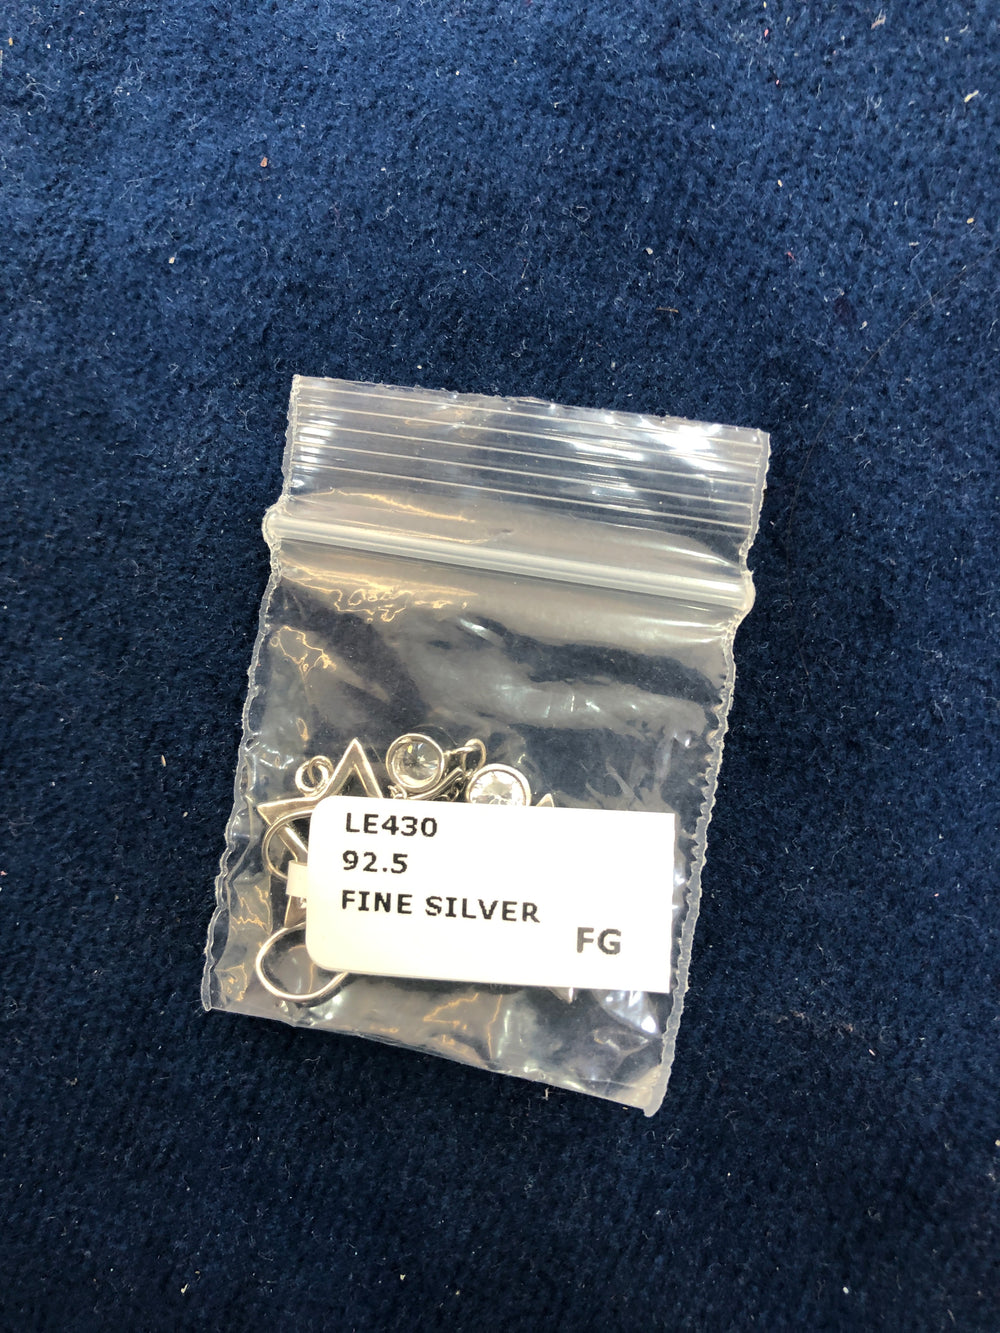 LE430
92.5
FINE SILVER
FG